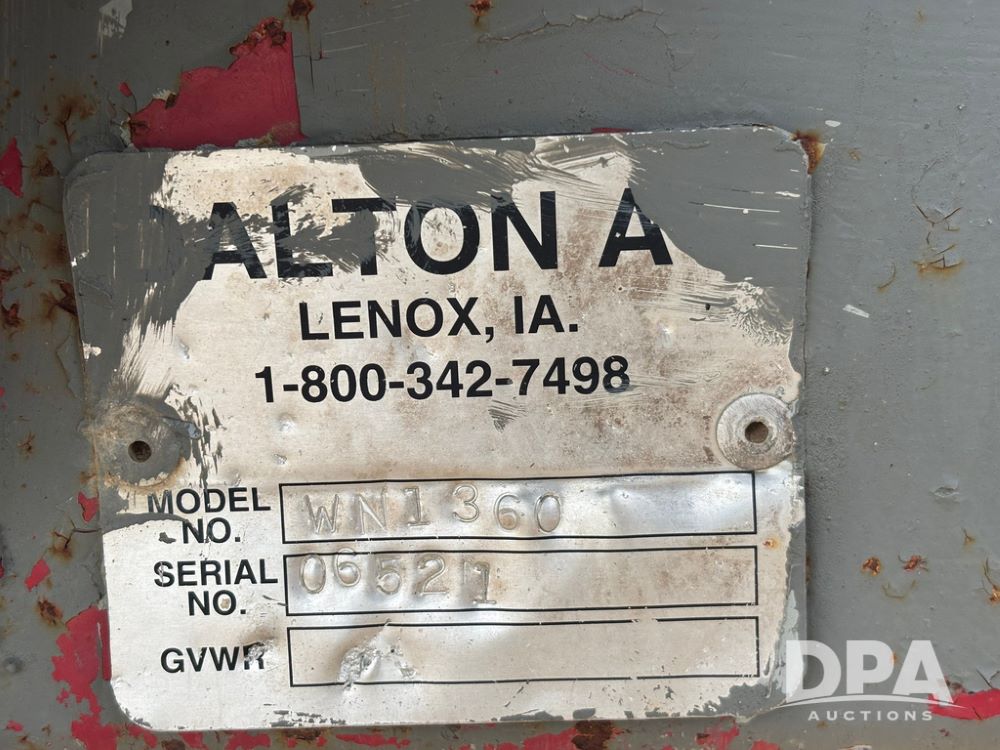 ALTON A
LENOX, IA.
1-800-342-7498
MODEL NO. WN1360
SERIAL NO. 06521
GVWR
DPA
AUCTIONS